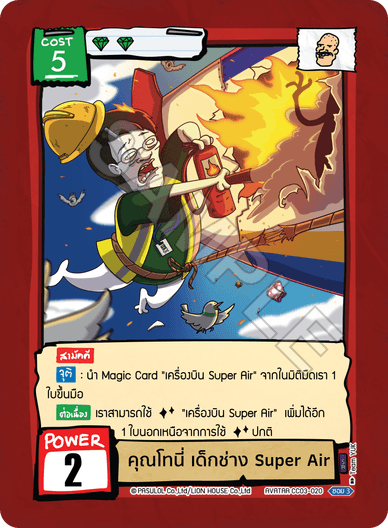 COST
5
สามัคคี
จุติ : นำ Magic Card "เครื่องบิน Super Air" จากในมิติมืดเรา 1
ใบขึ้นมือ
ต่อเนื่อง เราสามารถใช้ "เครื่องบิน Super Air" เพิ่มได้อีก
1 ใบนอกเหนือจากการใช้ ปกติ
POWER
2
คุณโทนี่ เด็กช่าง Super Air
© PASULOL Co.,Ltd/LION HOUSE Co.,Ltd AVATAR CC03-020 ชวน 3
Team YUK